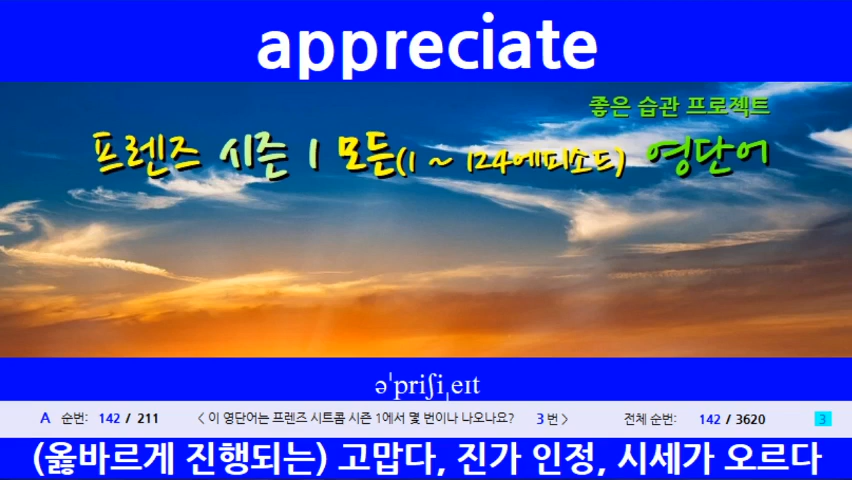 appreciate
좋은 습관 프로젝트
프렌즈 시즌 1 모든(1 ~ 124에피소드) 영단어
əˈpriʃiˌeɪt
A 순번: 142 / 211 < 이 영단어는 프렌즈 시트콤 시즌 1에서 몇 번이나 나오나요? 3 번 > 전체 순번: 142 / 3620 3
(옳바르게 진행되는) 고맙다, 진가 인정, 시세가 오르다